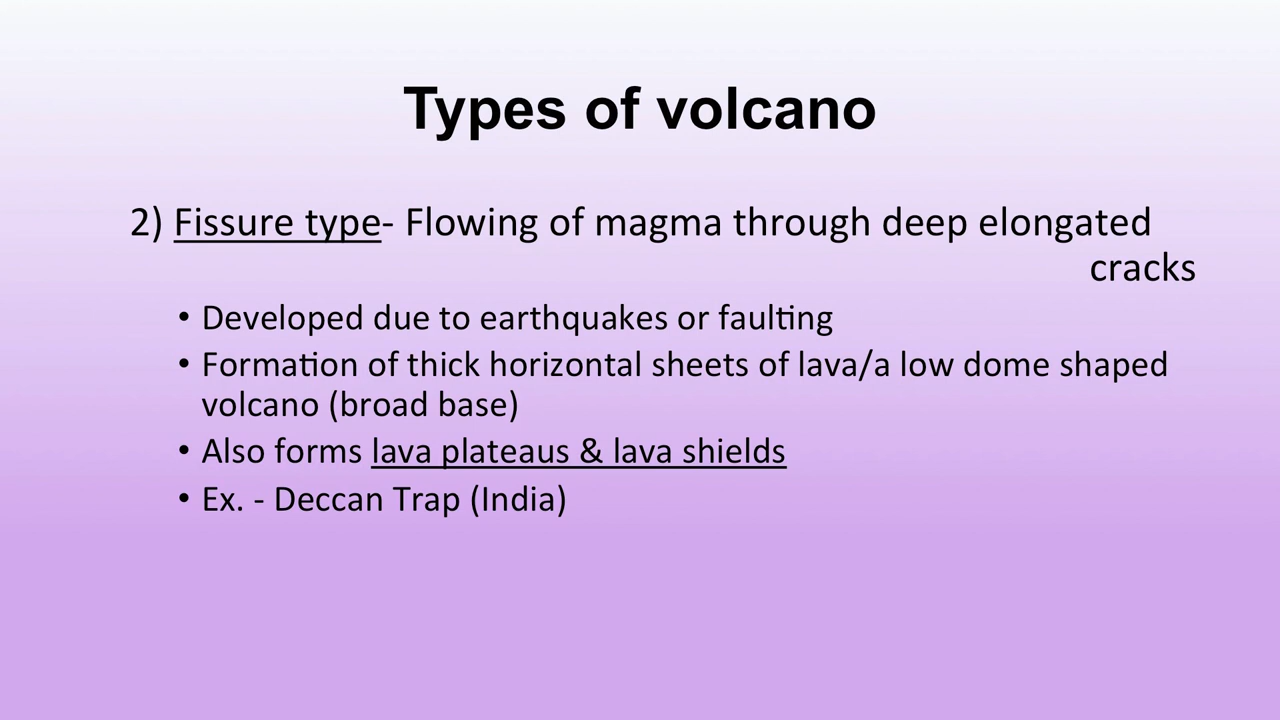 Types of volcano
2) Fissure type- Flowing of magma through deep elongated
cracks
• Developed due to earthquakes or faulting
• Formation of thick horizontal sheets of lava/a low dome shaped
volcano (broad base)
• Also forms lava plateaus & lava shields
• Ex. - Deccan Trap (India)